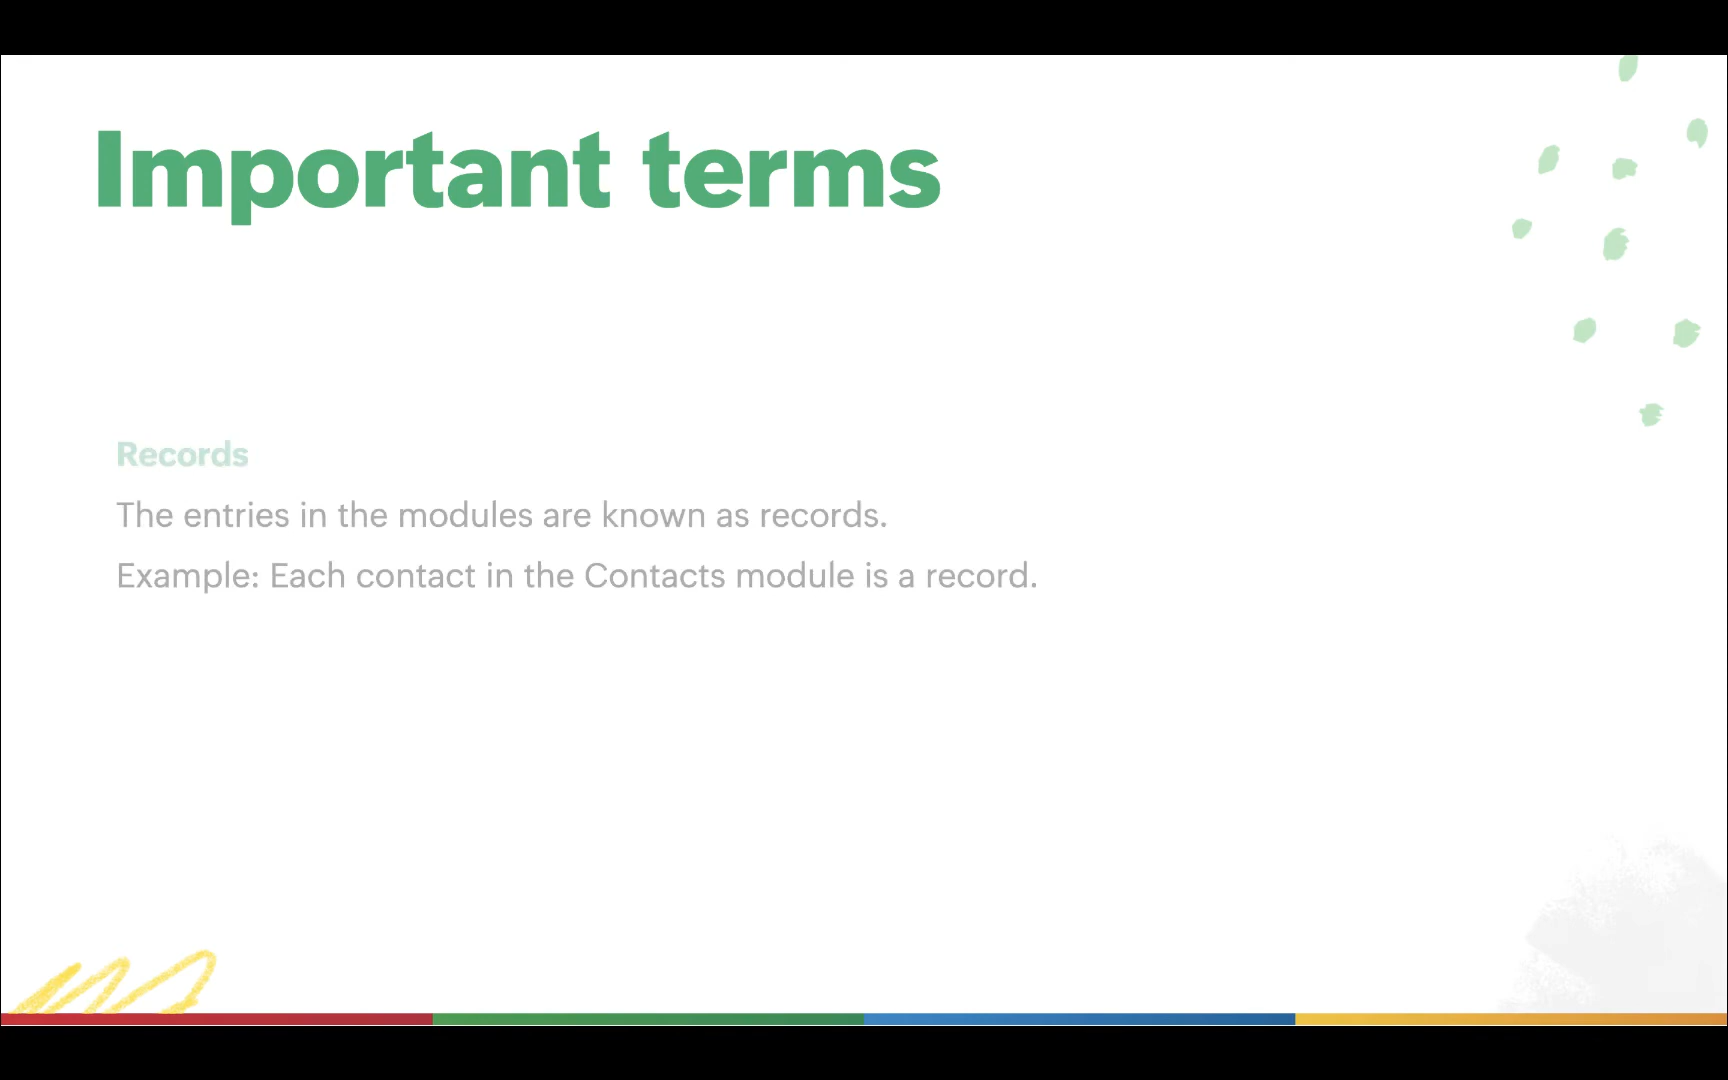 Important terms
Records
The entries in the modules are known as records.
Example: Each contact in the Contacts module is a record.